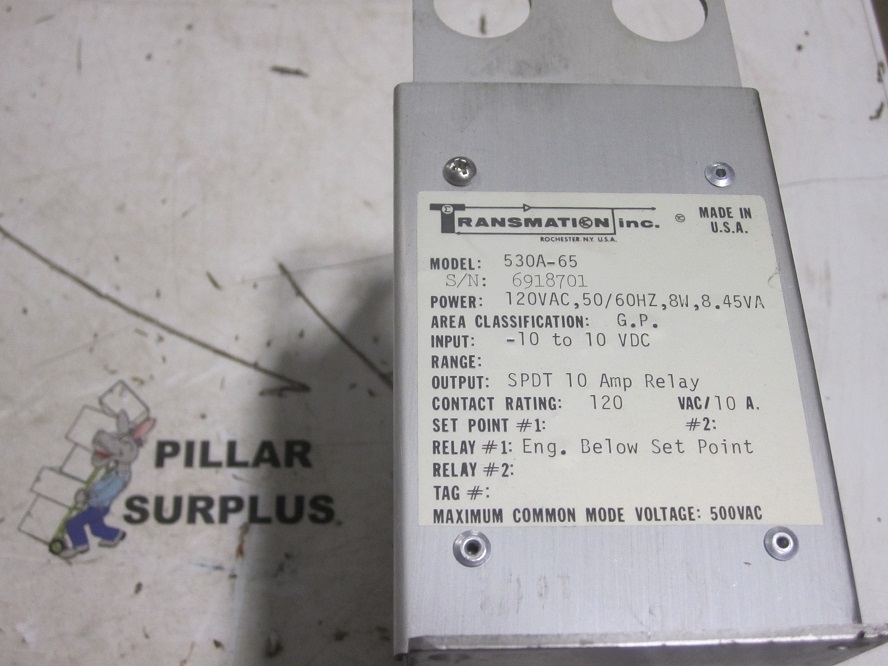 TRANSMATION inc. © MADE IN
U.S.A.
ROCHESTER N.Y. U.S.A.
MODEL: 530A-65
S/N: 6918701
POWER: 120VAC,50/60HZ,8W,8.45VA
AREA CLASSIFICATION: G.P.
INPUT: -10 to 10 VDC
RANGE:
OUTPUT: SPDT 10 Amp Relay
CONTACT RATING: 120 VAC/10 A.
SET POINT #1: #2:
RELAY #1: Eng. Below Set Point
RELAY #2:
TAG #:
MAXIMUM COMMON MODE VOLTAGE: 500VAC
PILLAR
SURPLUS